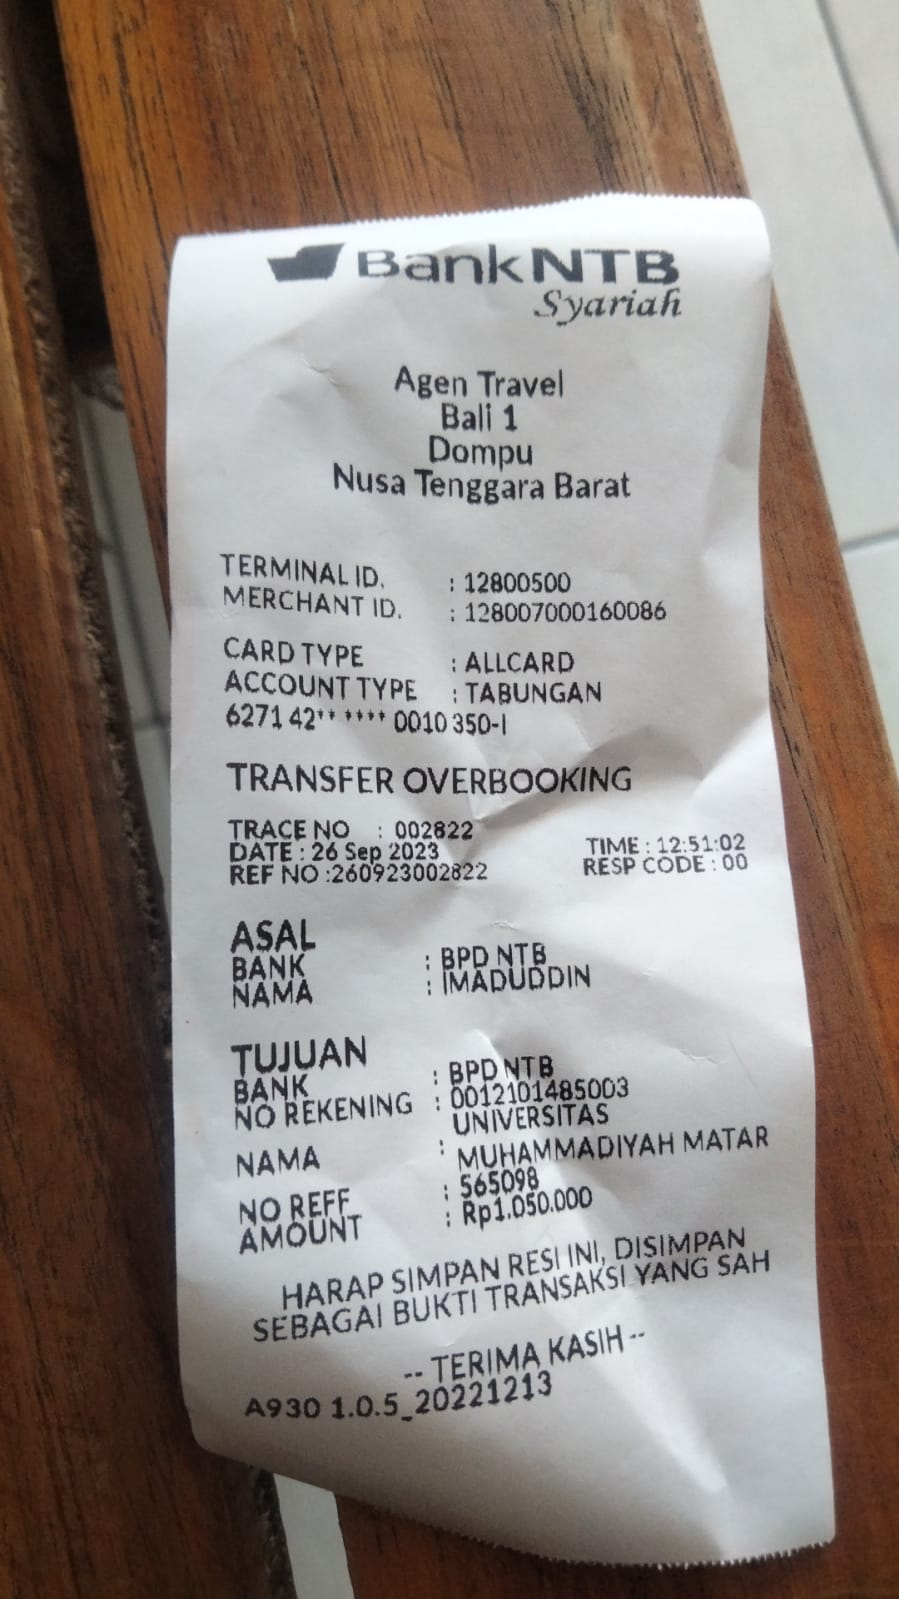 BankNTB
Syariah
Agen Travel
Bali 1
Dompu
Nusa Tenggara Barat
TERMINAL ID. : 12800500
MERCHANT ID. : 128007000160086
CARD TYPE : ALLCARD
ACCOUNT TYPE : TABUNGAN
6271 42** **** 0010 350-I
TRANSFER OVERBOOKING
TRACE NO : 002822
DATE : 26 Sep 2023 TIME : 12:51:02
REF NO :260923002822 RESP CODE : 00
ASAL
BANK : BPD NTB
NAMA : IMADUDDIN
TUJUAN
BANK : BPD NTB
NO REKENING : 0012101485003
UNIVERSITAS
NAMA : MUHAMMADIYAH MATAR
NO REFF : 565098
AMOUNT : Rp1.050.000
HARAP SIMPAN RESI INI, DISIMPAN
SEBAGAI BUKTI TRANSAKSI YANG SAH
-- TERIMA KASIH --
A930 1.0.5_20221213